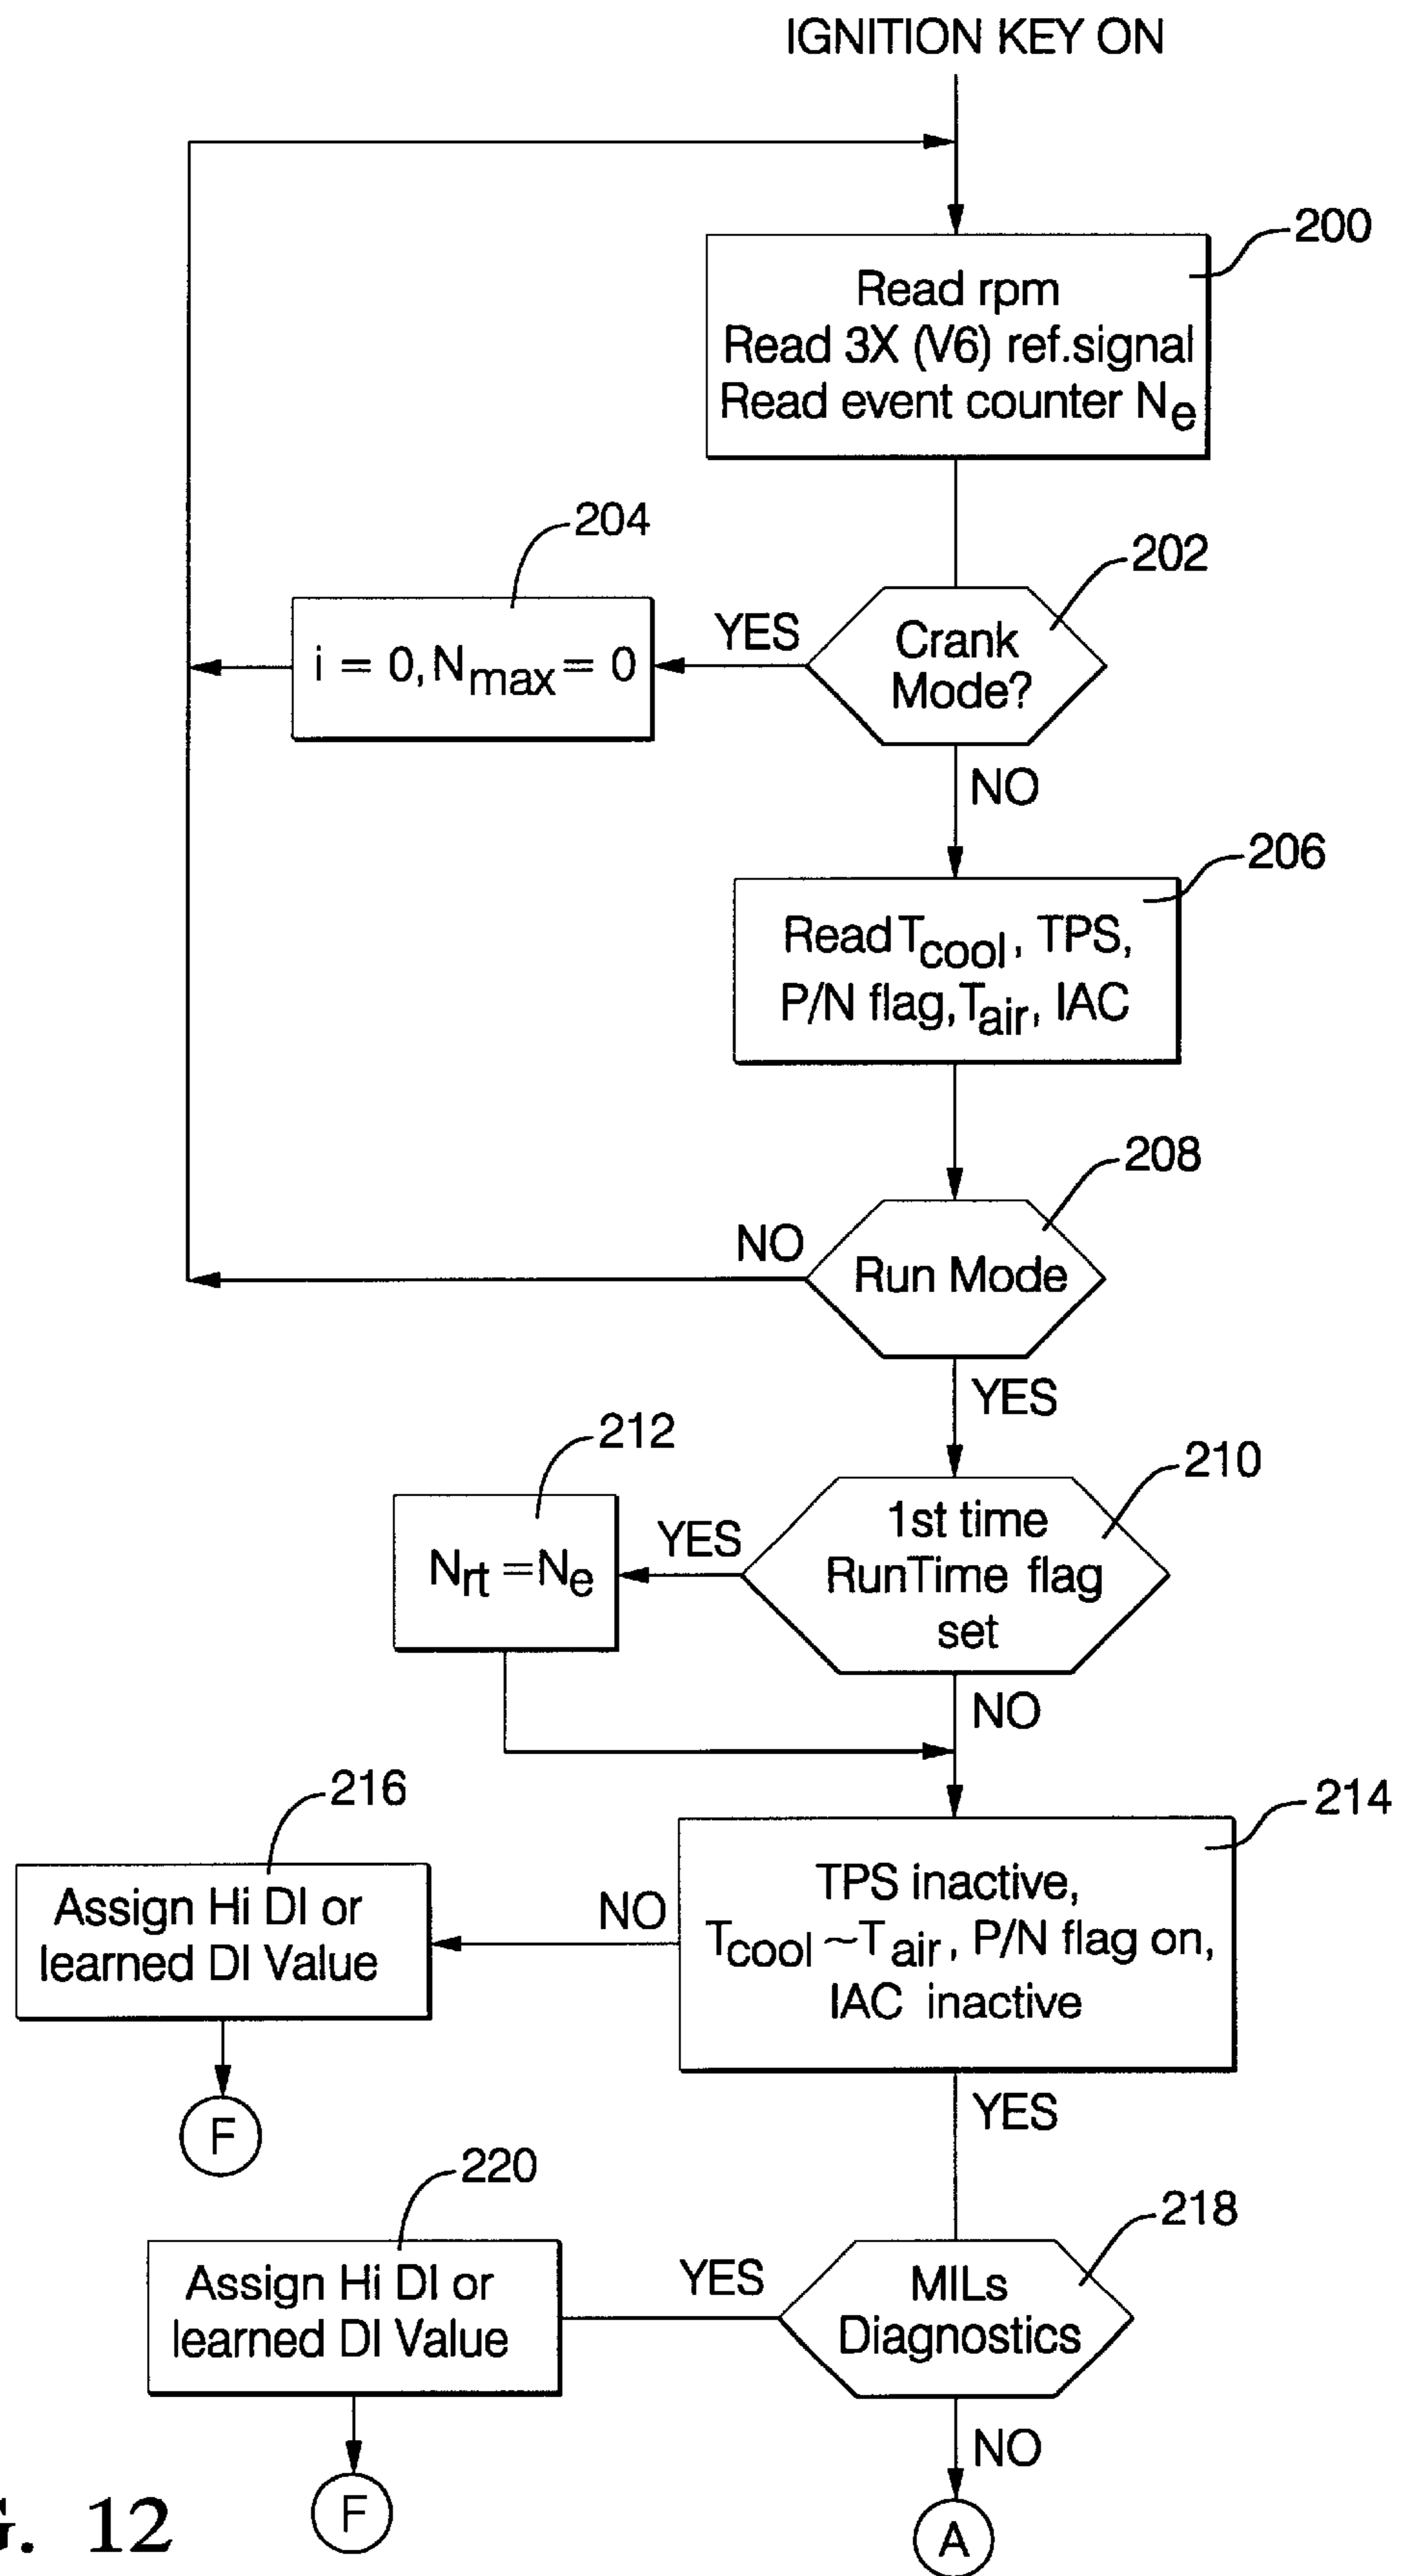 IGNITION KEY ON
200
Read rpm
Read 3X (V6) ref.signal
Read event counter Ne
204
202
i = 0, Nmax = 0
YES
Crank
Mode?
NO
206
Read Tcool, TPS,
P/N flag, Tair, IAC
208
NO
Run Mode
YES
212
210
Nrt = Ne
YES
1st time
RunTime flag
set
NO
216
214
Assign Hi DI or
learned DI Value
NO
TPS inactive,
Tcool ~Tair, P/N flag on,
IAC inactive
F
YES
220
218
Assign Hi DI or
learned DI Value
YES
MILs
Diagnostics
NO
F
A
G. 12